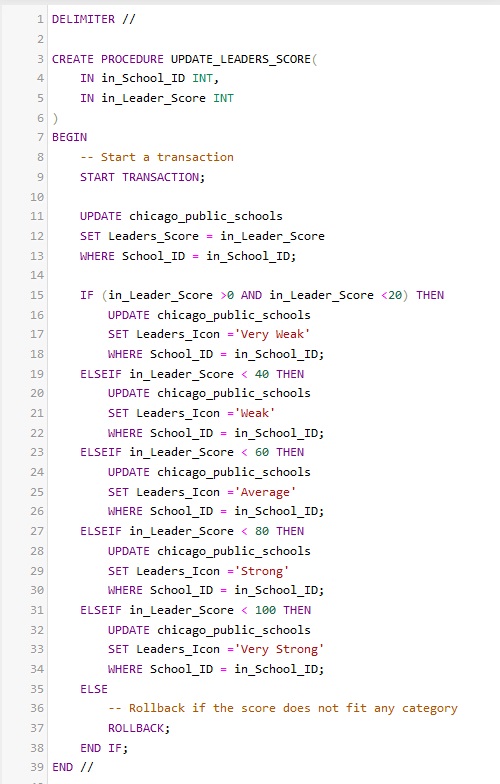 1 DELIMITER //
2
3 CREATE PROCEDURE UPDATE_LEADERS_SCORE(
4     IN in_School_ID INT,
5     IN in_Leader_Score INT
6 )
7 BEGIN
8     -- Start a transaction
9     START TRANSACTION;
10
11     UPDATE chicago_public_schools
12     SET Leaders_Score = in_Leader_Score
13     WHERE School_ID = in_School_ID;
14
15     IF (in_Leader_Score >0 AND in_Leader_Score <20) THEN
16         UPDATE chicago_public_schools
17         SET Leaders_Icon ='Very Weak'
18         WHERE School_ID = in_School_ID;
19     ELSEIF in_Leader_Score < 40 THEN
20         UPDATE chicago_public_schools
21         SET Leaders_Icon ='Weak'
22         WHERE School_ID = in_School_ID;
23     ELSEIF in_Leader_Score < 60 THEN
24         UPDATE chicago_public_schools
25         SET Leaders_Icon ='Average'
26         WHERE School_ID = in_School_ID;
27     ELSEIF in_Leader_Score < 80 THEN
28         UPDATE chicago_public_schools
29         SET Leaders_Icon ='Strong'
30         WHERE School_ID = in_School_ID;
31     ELSEIF in_Leader_Score < 100 THEN
32         UPDATE chicago_public_schools
33         SET Leaders_Icon ='Very Strong'
34         WHERE School_ID = in_School_ID;
35     ELSE
36         -- Rollback if the score does not fit any category
37         ROLLBACK;
38     END IF;
39 END //